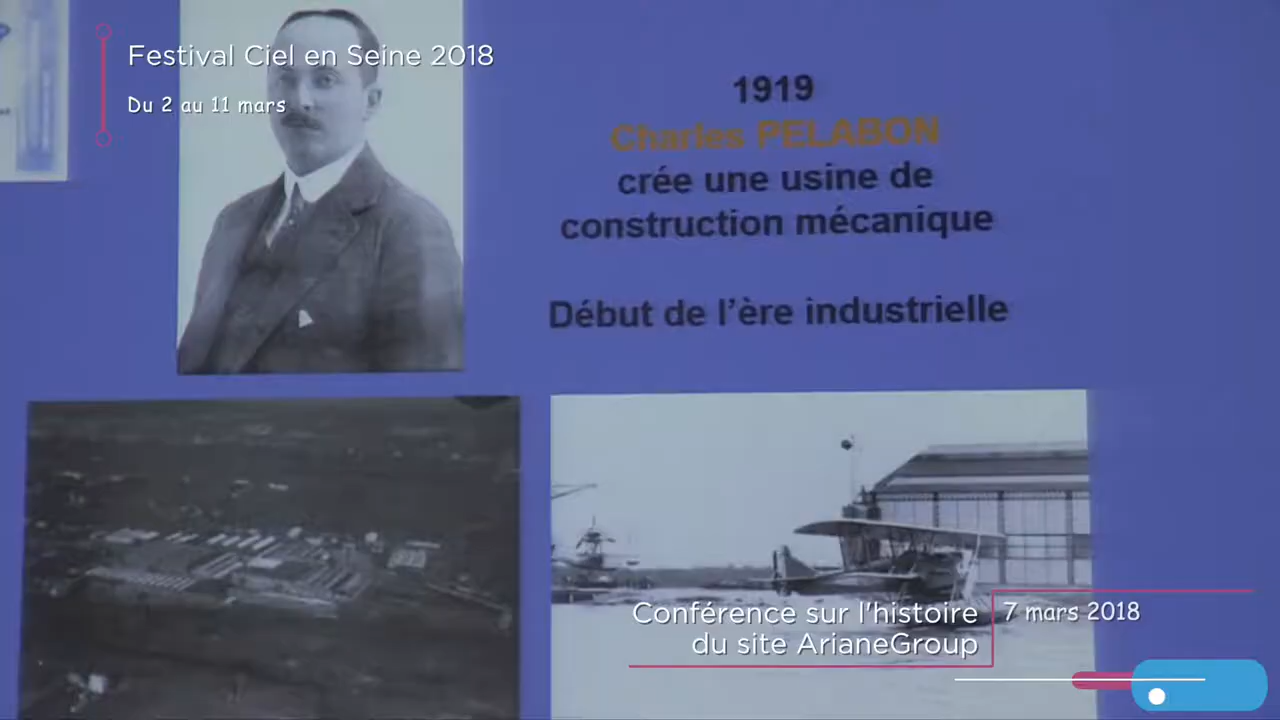 Festival Ciel en Seine 2018
Du 2 au 11 mars
1919
Charles PELABON
crée une usine de
construction mécanique
Début de l'ère industrielle
Conférence sur l'histoire
du site ArianeGroup
7 mars 2018